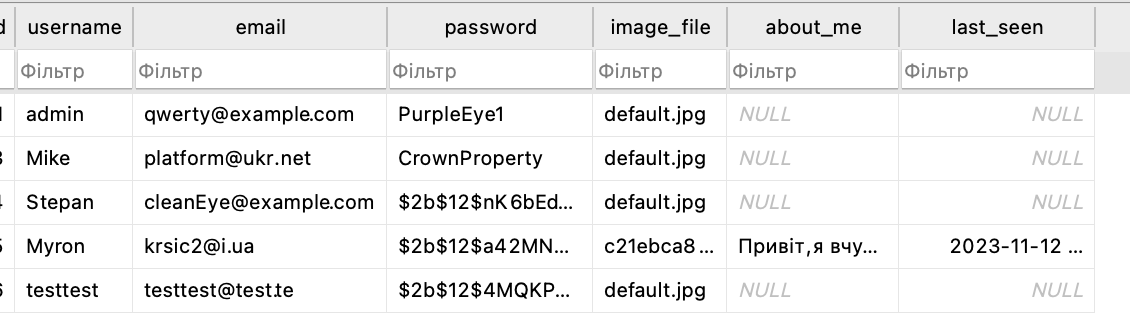 d username email password image_file about_me last_seen
Фільтр Фільтр Фільтр Фільтр Фільтр Фільтр
admin qwerty@example.com PurpleEye1 default.jpg NULL NULL
3 Mike platform@ukr.net CrownProperty default.jpg NULL NULL
4 Stepan cleanEye@example.com $2b$12$nK6bEd... default.jpg NULL NULL
5 Myron krsic2@i.ua $2b$12$a42MN... c21ebca8... Привіт,я вчу... 2023-11-12 ...
6 testtest testtest@test.te $2b$12$4MQKP... default.jpg NULL NULL